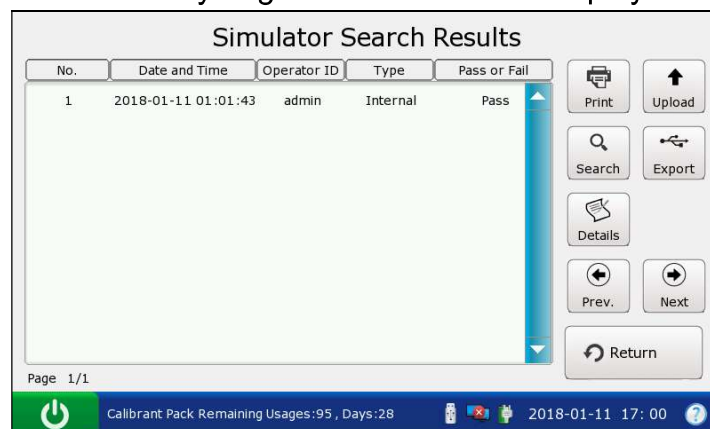 Simulator Search Results
No. Date and Time Operator ID Type Pass or Fail
1 2018-01-11 01:01:43 admin Internal Pass
Print Upload
Search Export
Details
Prev. Next
Return
Page 1/1
Calibrant Pack Remaining Usages:95 , Days:28 2018-01-11 17: 00 ?